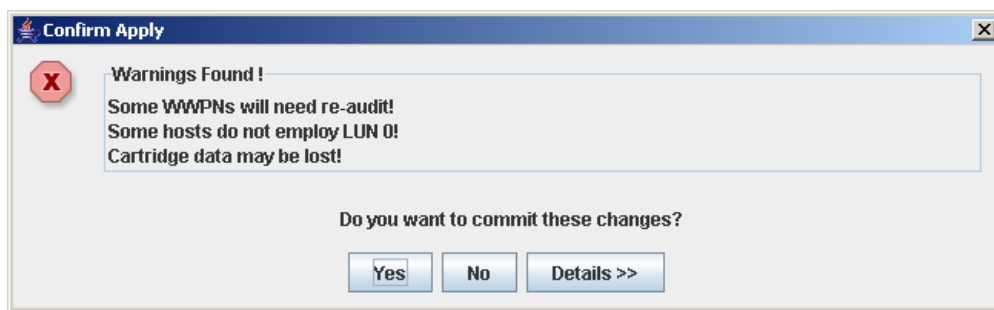 Confirm Apply
Warnings Found !
Some WWPNs will need re-audit!
Some hosts do not employ LUN 0!
Cartridge data may be lost!
Do you want to commit these changes?
Yes No Details >>